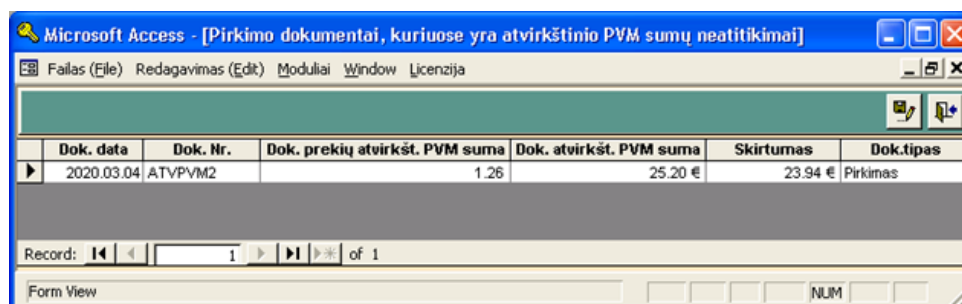 Microsoft Access - [Pirkimo dokumentai, kuriuose yra atvirkštinio PVM sumų neatitikimai]
Failas (File) Redagavimas (Edit) Moduliai Window Licenzija
Dok. data Dok. Nr. Dok. prekių atvirkšt. PVM suma Dok. atvirkšt. PVM suma Skirtumas Dok.tipas
2020.03.04 ATVPVM2 1.26 25.20 € 23.94 € Pirkimas
Record: 1 of 1
Form View NUM